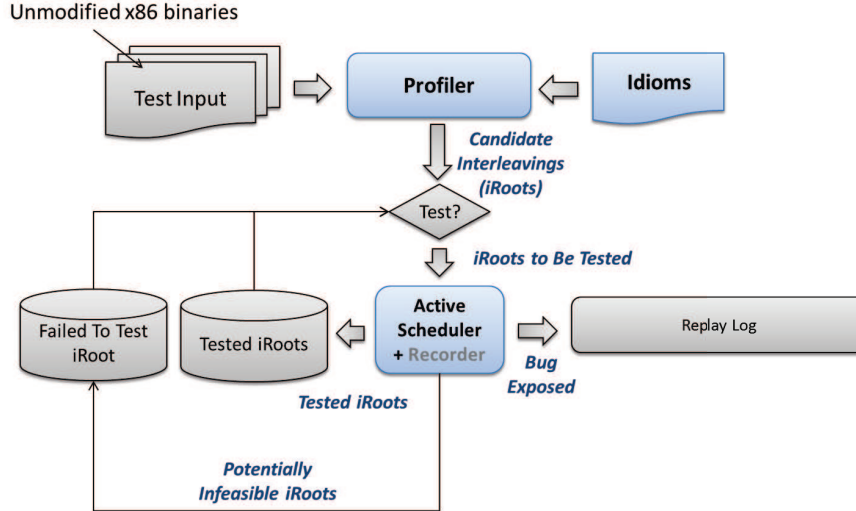 Unmodified x86 binaries
Test Input
Profiler
Idioms
Candidate
Interleavings
(iRoots)
Test?
iRoots to Be Tested
Failed To Test
iRoot
Tested iRoots
Active
Scheduler
+ Recorder
Replay Log
Bug
Exposed
Tested iRoots
Potentially
Infeasible iRoots